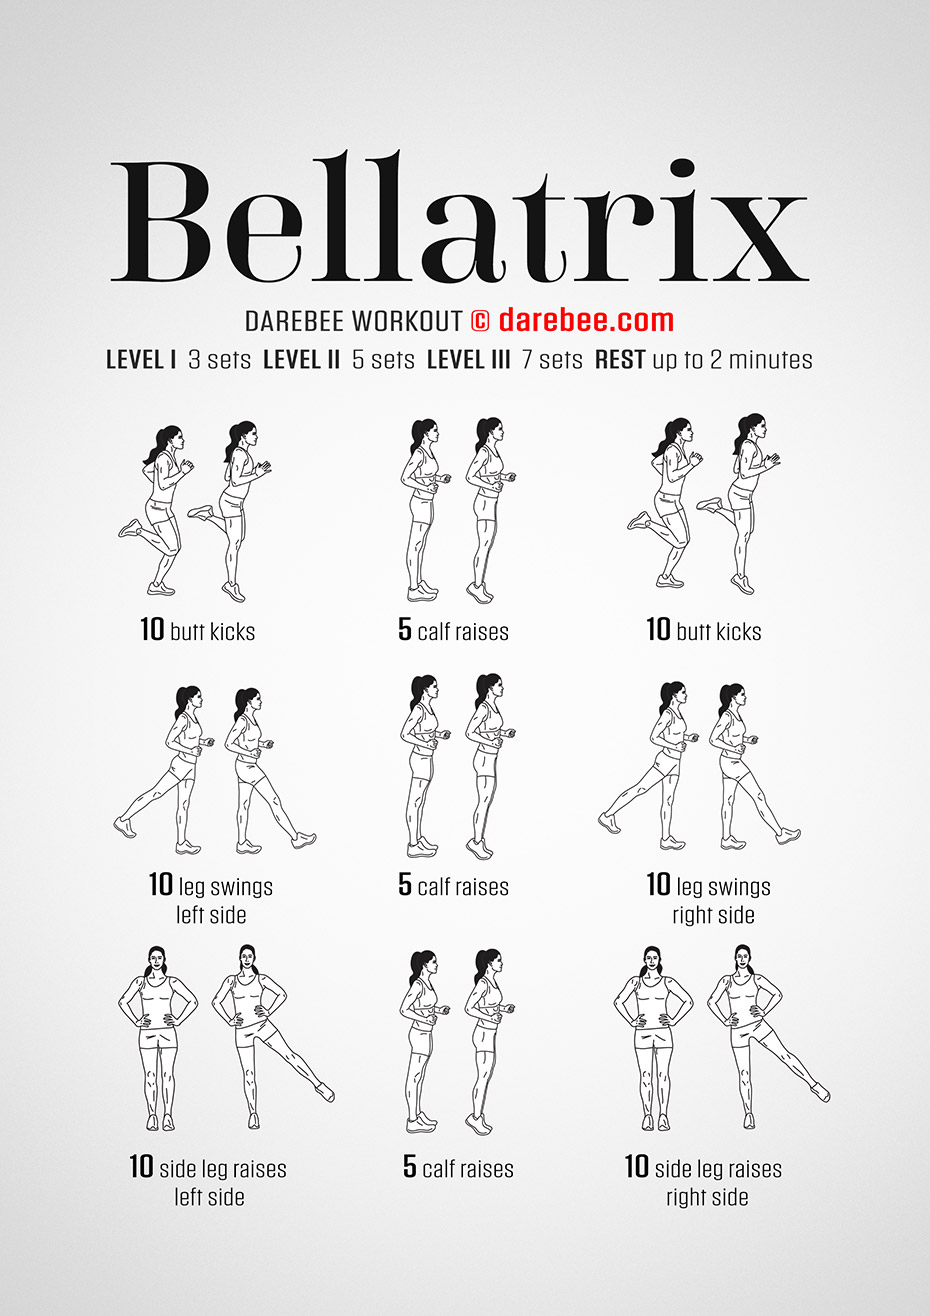 Bellatrix
DAREBEE WORKOUT © darebee.com
LEVEL I 3 sets LEVEL II 5 sets LEVEL III 7 sets REST up to 2 minutes
10 butt kicks
5 calf raises
10 butt kicks
10 leg swings
left side
5 calf raises
10 leg swings
right side
10 side leg raises
left side
5 calf raises
10 side leg raises
right side